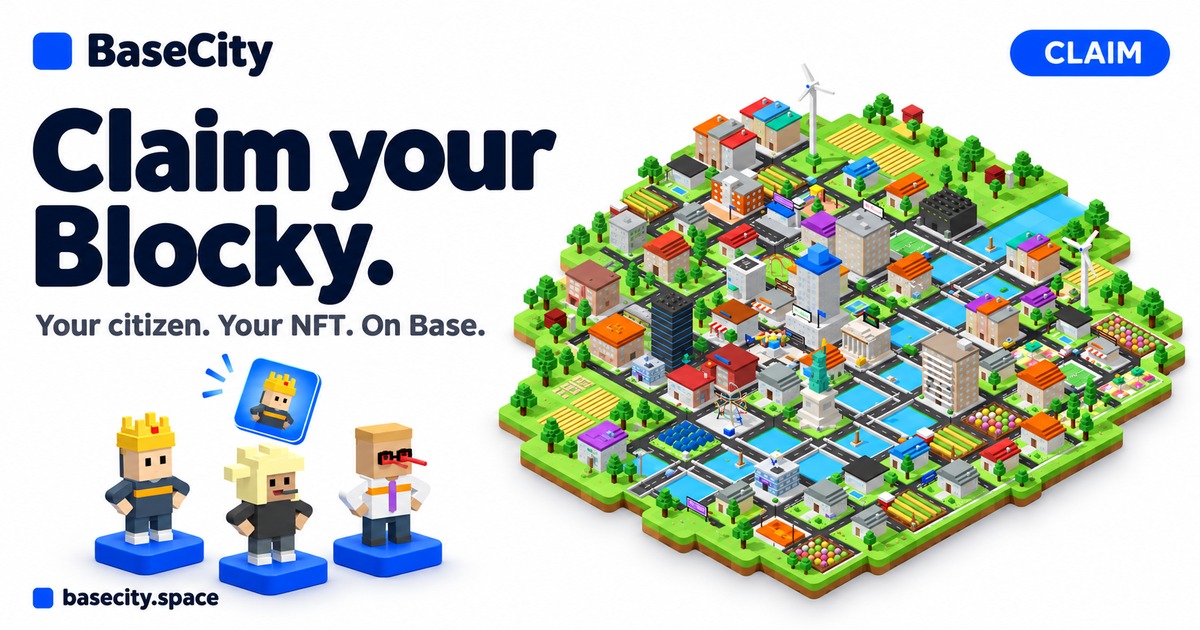 BaseCity
CLAIM
Claim your
Blocky.
Your citizen. Your NFT. On Base.
basecity.space